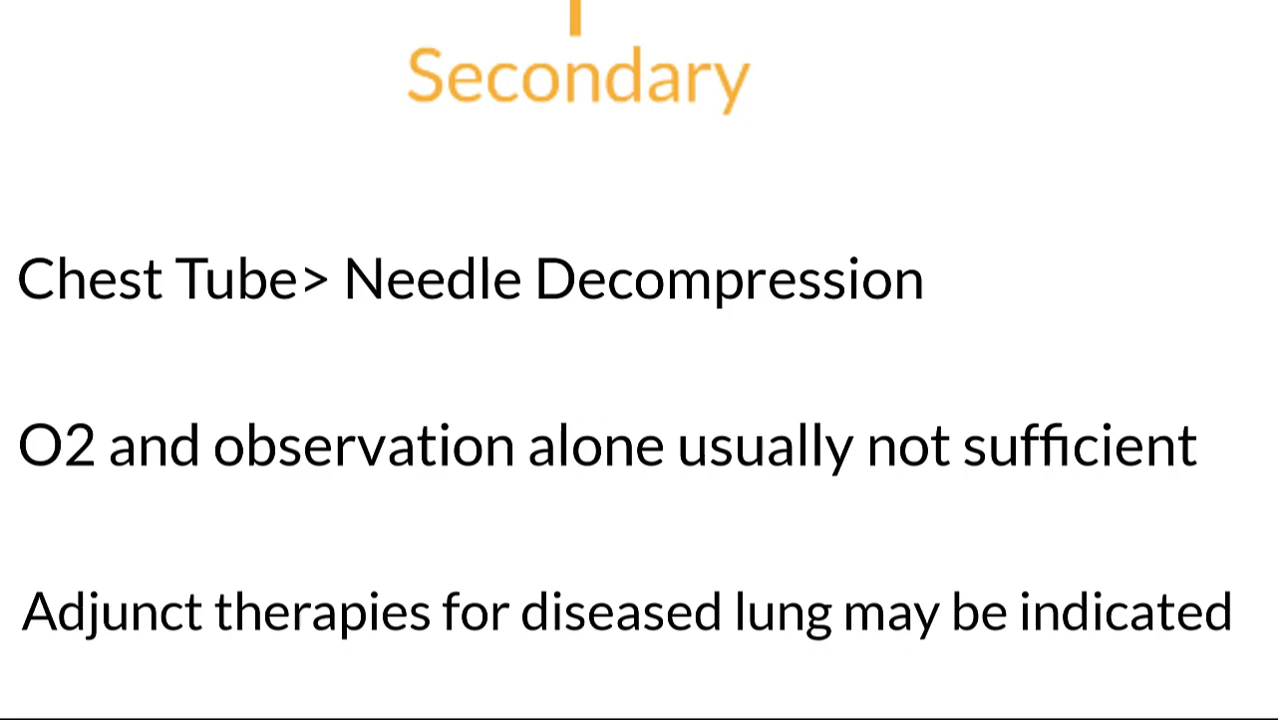 Secondary
Chest Tube> Needle Decompression
O2 and observation alone usually not sufficient
Adjunct therapies for diseased lung may be indicated